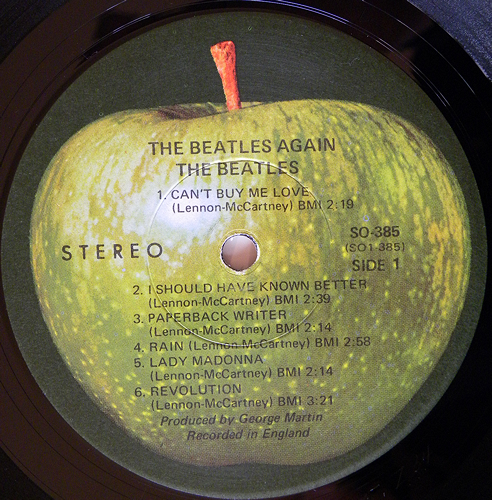 THE BEATLES AGAIN
THE BEATLES
1. CAN'T BUY ME LOVE
(Lennon-McCartney) BMI 2:19
STEREO
SO-385
(SO1 385)
SIDE 1
2. I SHOULD HAVE KNOWN BETTER
(Lennon-McCartney) BMI 2:39
3. PAPERBACK WRITER
(Lennon-McCartney) BMI 2:14
4. RAIN (Lennon-McCartney) BMI 2:58
5. LADY MADONNA
(Lennon-McCartney) BMI 2:14
6. REVOLUTION
(Lennon-McCartney) BMI 3:21
Produced by George Martin
Recorded in England